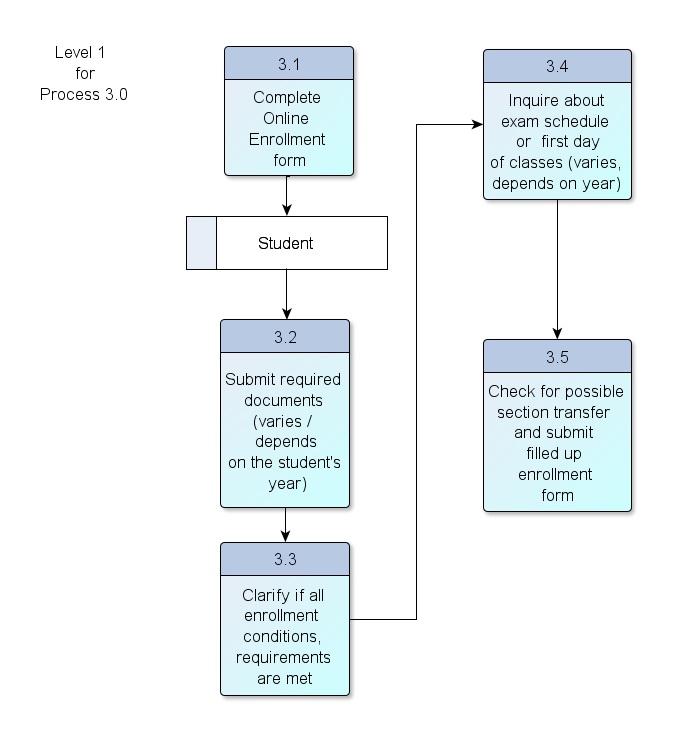 Level 1
for
Process 3.0
3.1
Complete
Online
Enrollment
form
Student
3.2
Submit required
documents
(varies /
depends
on the student's
year)
3.3
Clarify if all
enrollment
conditions,
requirements
are met
3.4
Inquire about
exam schedule
or first day
of classes (varies,
depends on year)
3.5
Check for possible
section transfer
and submit
filled up
enrollment
form